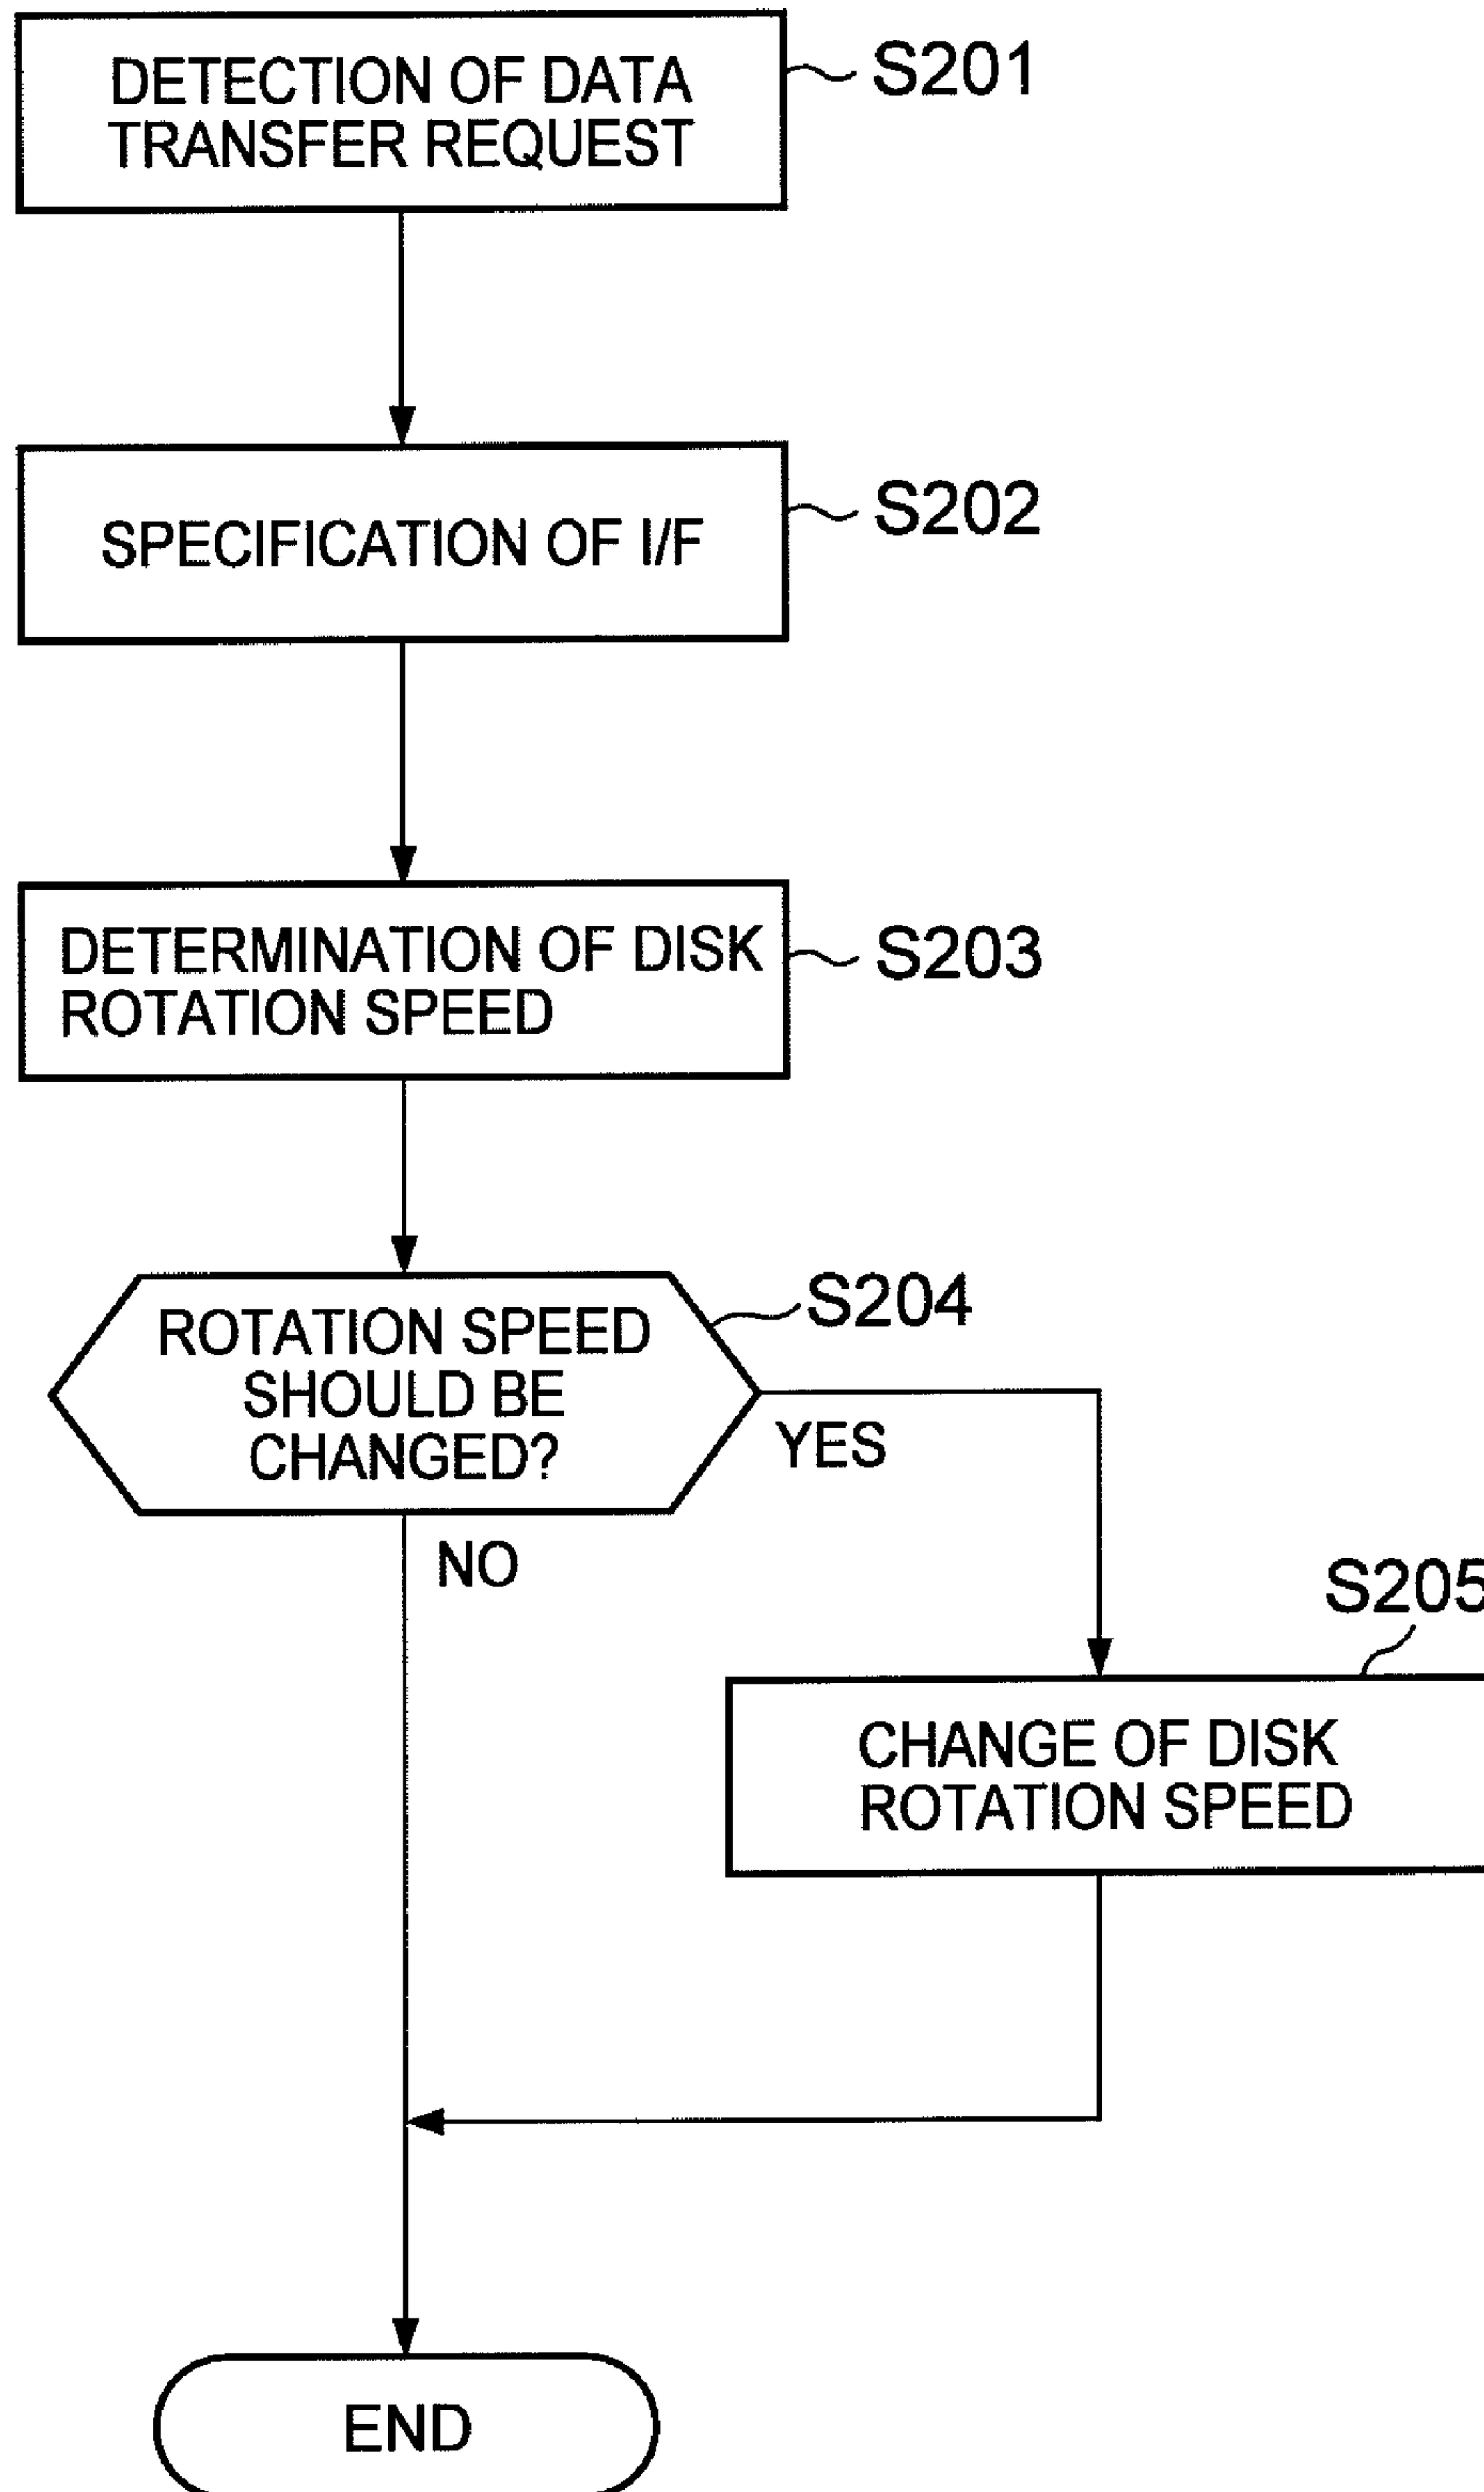 DETECTION OF DATA
TRANSFER REQUEST
S201
SPECIFICATION OF I/F
S202
DETERMINATION OF DISK
ROTATION SPEED
S203
ROTATION SPEED
SHOULD BE
CHANGED?
S204
YES
NO
S205
CHANGE OF DISK
ROTATION SPEED
END